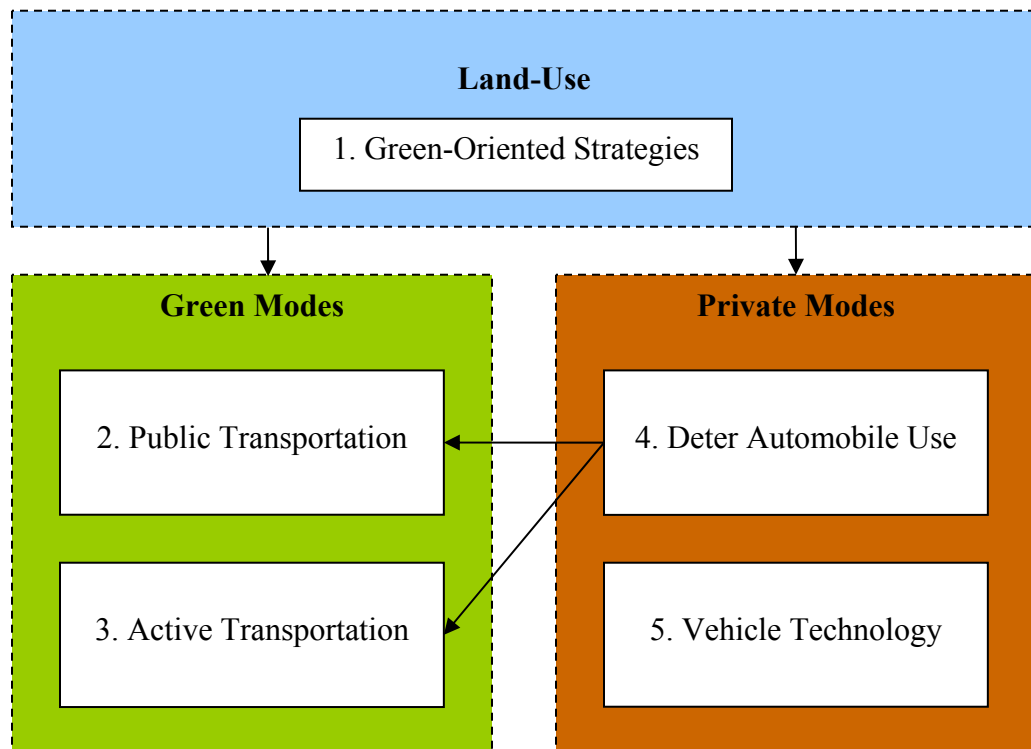 Land-Use
1. Green-Oriented Strategies
Green Modes
2. Public Transportation
3. Active Transportation
Private Modes
4. Deter Automobile Use
5. Vehicle Technology